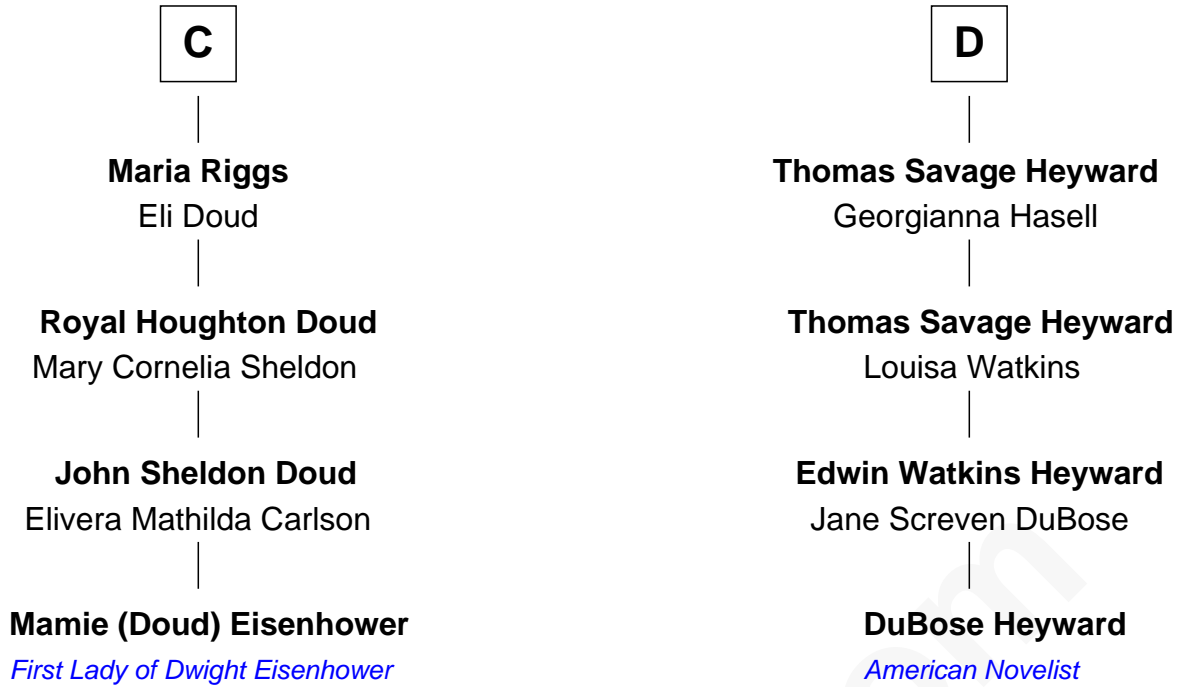 C
Maria Riggs
Eli Doud
Royal Houghton Doud
Mary Cornelia Sheldon
John Sheldon Doud
Elivera Mathilda Carlson
Mamie (Doud) Eisenhower
First Lady of Dwight Eisenhower
D
Thomas Savage Heyward
Georgianna Hasell
Thomas Savage Heyward
Louisa Watkins
Edwin Watkins Heyward
Jane Screven DuBose
DuBose Heyward
American Novelist